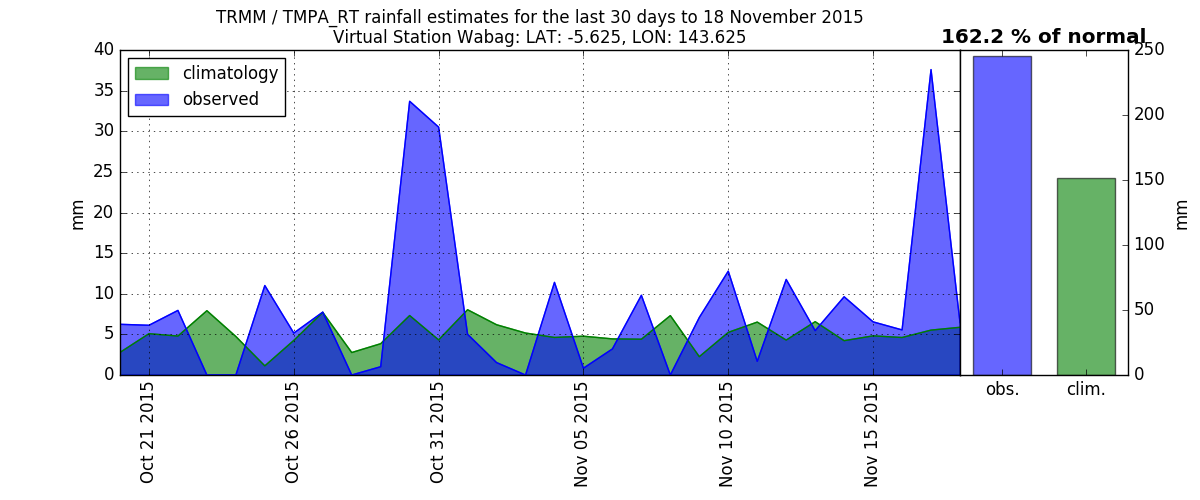 TRMM / TMPA_RT rainfall estimates for the last 30 days to 18 November 2015
Virtual Station Wabag: LAT: -5.625, LON: 143.625
162.2 % of normal
climatology
observed
40
35
30
25
20
15
10
5
0
mm
Oct 21 2015
Oct 26 2015
Oct 31 2015
Nov 05 2015
Nov 10 2015
Nov 15 2015
250
200
150
100
50
0
mm
obs.
clim.